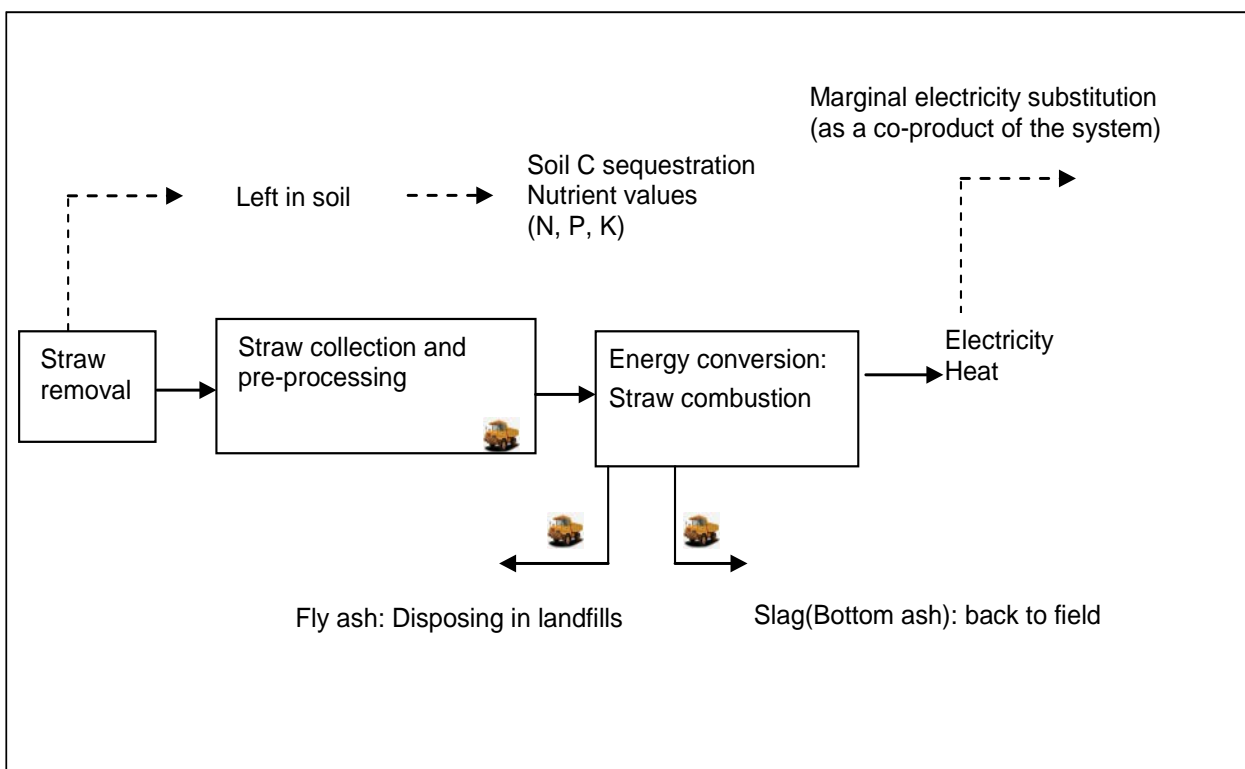 Marginal electricity substitution
(as a co-product of the system)
Left in soil
Soil C sequestration
Nutrient values
(N, P, K)
Straw
removal
Straw collection and
pre-processing
Energy conversion:
Straw combustion
Electricity
Heat
Fly ash: Disposing in landfills
Slag(Bottom ash): back to field